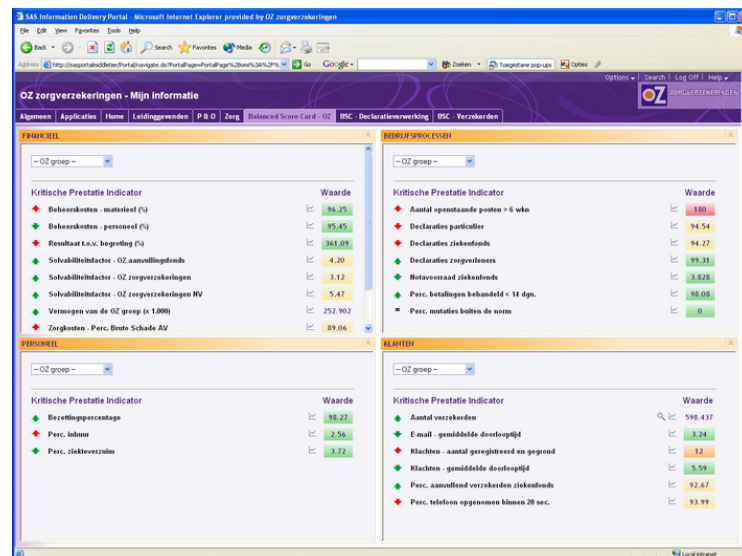 SAS Information Delivery Portal - Microsoft Internet Explorer provided by OZ zorgverzekeringen
File Edit View Favorites Tools Help
Back Search Favorites Media
Address Go Google Zoeken Toegestane pop-ups Opties
Options Search Log Off Help
OZ zorgverzekeringen - Mijn informatie
OZ ZORGVERZEKERINGEN
Algemeen Applicaties Home Leidinggevenden P & O Zorg Balanced Score Card - OZ BSC - Declaratieverwerking BSC - Verzekerden
FINANCIEEL
-- OZ groep --
Kritische Prestatie Indicator Waarde
Beheerskosten - materieel (%) 96,25
Beheerskosten - personeel (%) 95,45
Resultaat t.o.v. begroting (%) 361,09
Solvabiliteitsfactor - OZ aanvullingsfonds 4,20
Solvabiliteitsfactor - OZ zorgverzekeringen 3,12
Solvabiliteitsfactor - OZ zorgverzekeringen NV 5,47
Vermogen van de OZ groep (x 1.000) 252.902
Zorgkosten - Perc. Bruto Schade AV 89,06
BEDRIJFSPROCESSEN
-- OZ groep --
Kritische Prestatie Indicator Waarde
Aantal openstaande posten > 6 wkn 180
Declaraties particulier 94.54
Declaraties ziekenfonds 94.27
Declaraties zorgverleners 99.31
Notavoorraad ziekenfonds 3.828
Perc. betalingen behandeld < 14 dgn. 98.08
= Perc. mutaties buiten de norm 0
PERSONEEL
-- OZ groep --
Kritische Prestatie Indicator Waarde
Bezettingspercentage 98.27
Perc. inhuur 2.56
Perc. ziekteverzuim 3.72
KLANTEN
-- OZ groep --
Kritische Prestatie Indicator Waarde
Aantal verzekerden 598.437
E-mail - gemiddelde doorlooptijd 3.24
Klachten - aantal geregistreerd en gegrond 12
Klachten - gemiddelde doorlooptijd 5.59
Perc. aanvullend verzekerden ziekenfonds 92.67
Perc. telefoon opgenomen binnen 20 sec. 93.99
Local intranet